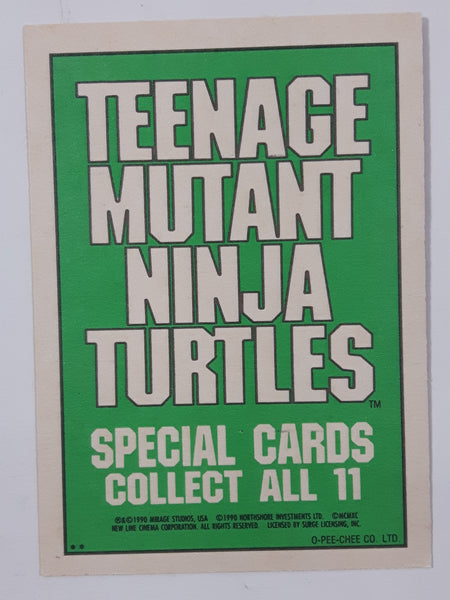 TEENAGE
MUTANT
NINJA
TURTLES
TM
SPECIAL CARDS
COLLECT ALL 11
®&©1990 MIRAGE STUDIOS, USA ©1990 NORTHSHORE INVESTMENTS LTD. ©MCMXC
NEW LINE CINEMA CORPORATION. ALL RIGHTS RESERVED. LICENSED BY SURGE LICENSING, INC.
O-PEE-CHEE CO. LTD.